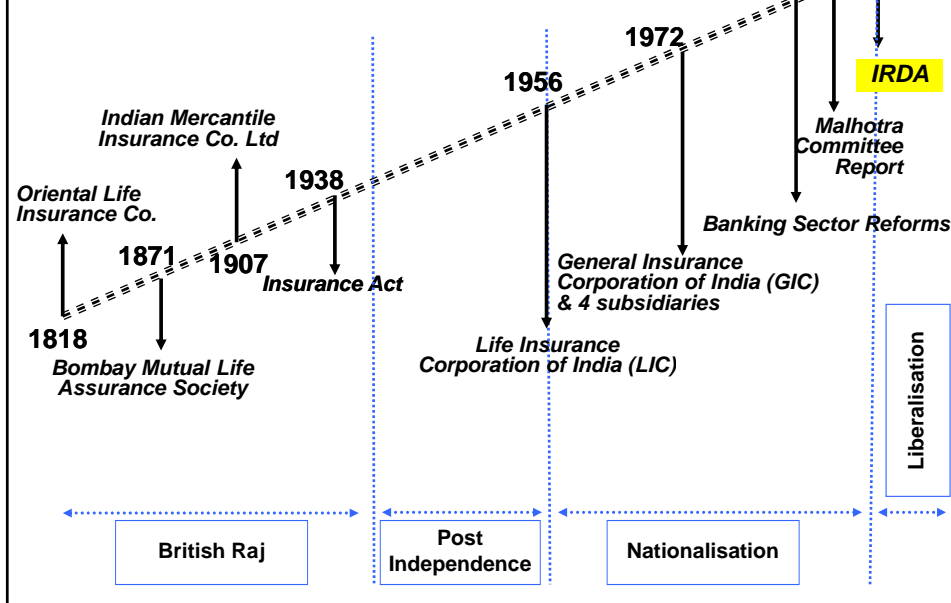 1972
IRDA
1956
Indian Mercantile
Insurance Co. Ltd
Malhotra
Committee
Report
1938
Oriental Life
Insurance Co.
Banking Sector Reforms
1871
1907
Insurance Act
General Insurance
Corporation of India (GIC)
& 4 subsidiaries
1818
Life Insurance
Corporation of India (LIC)
Bombay Mutual Life
Assurance Society
Liberalisation
British Raj
Post
Independence
Nationalisation